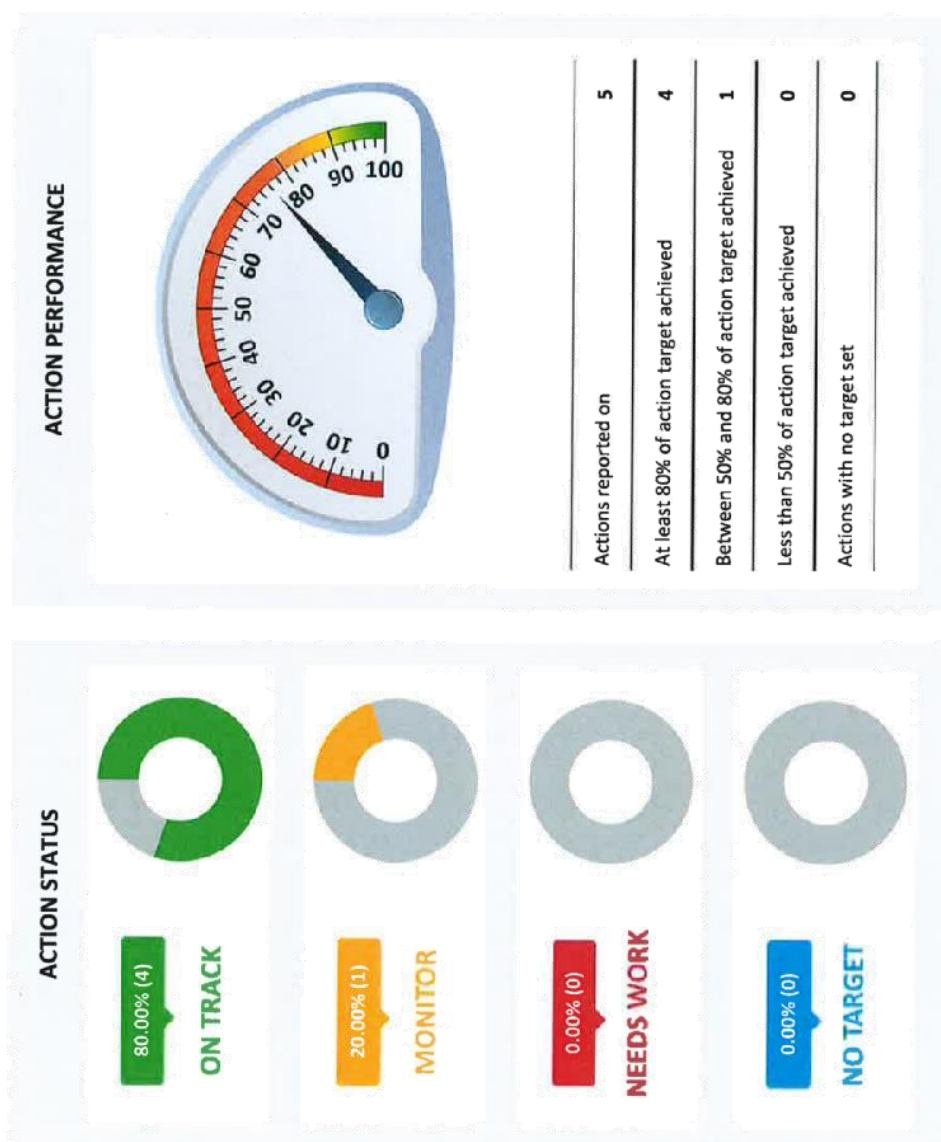 ACTION STATUS
80.00% (4)
ON TRACK
20.00% (1)
MONITOR
0.00% (0)
NEEDS WORK
0.00% (0)
NO TARGET
ACTION PERFORMANCE
0
10
20
30
40
50
60
70
80
90
100
Actions reported on 5
At least 80% of action target achieved 4
Between 50% and 80% of action target achieved 1
Less than 50% of action target achieved 0
Actions with no target set 0